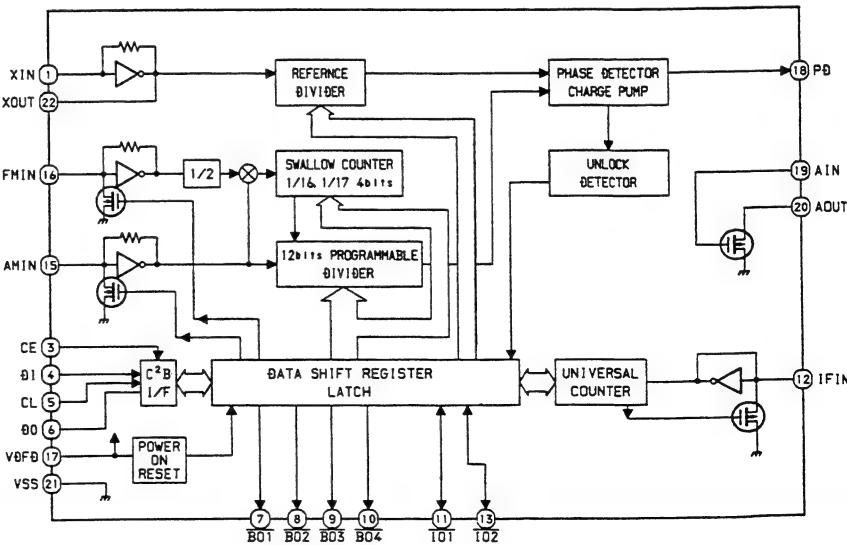 XIN 1
XOUT 22
FMIN 16
AMIN 15
CE 3
DI 4
CL 5
DO 6
VDFD 17
VSS 21
REFERNCE
DIVIDER
PHASE DETECTOR
CHARGE PUMP
18 PD
1/2
SWALLOW COUNTER
1/16, 1/17 4bits
UNLOCK
DETECTOR
19 AIN
20 AOUT
12bits PROGRAMMABLE
DIVIDER
C²B
I/F
DATA SHIFT REGISTER
LATCH
UNIVERSAL
COUNTER
12 IFIN
POWER
ON
RESET
7 8 9 10 11 13
BO1 BO2 BO3 BO4 IO1 IO2